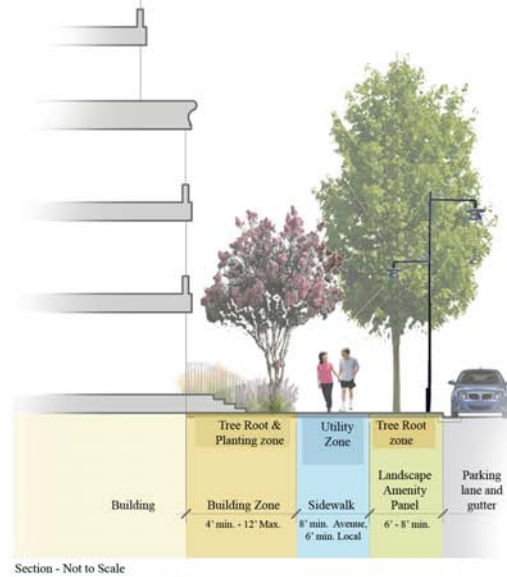 Tree Root &
Planting zone
Utility
Zone
Tree Root
zone
Building
Building Zone
Sidewalk
Landscape
Amenity
Panel
Parking
lane and
gutter
4' min. - 12' Max.
8' min. Avenue,
6' min. Local
6' - 8' min.
Section - Not to Scale